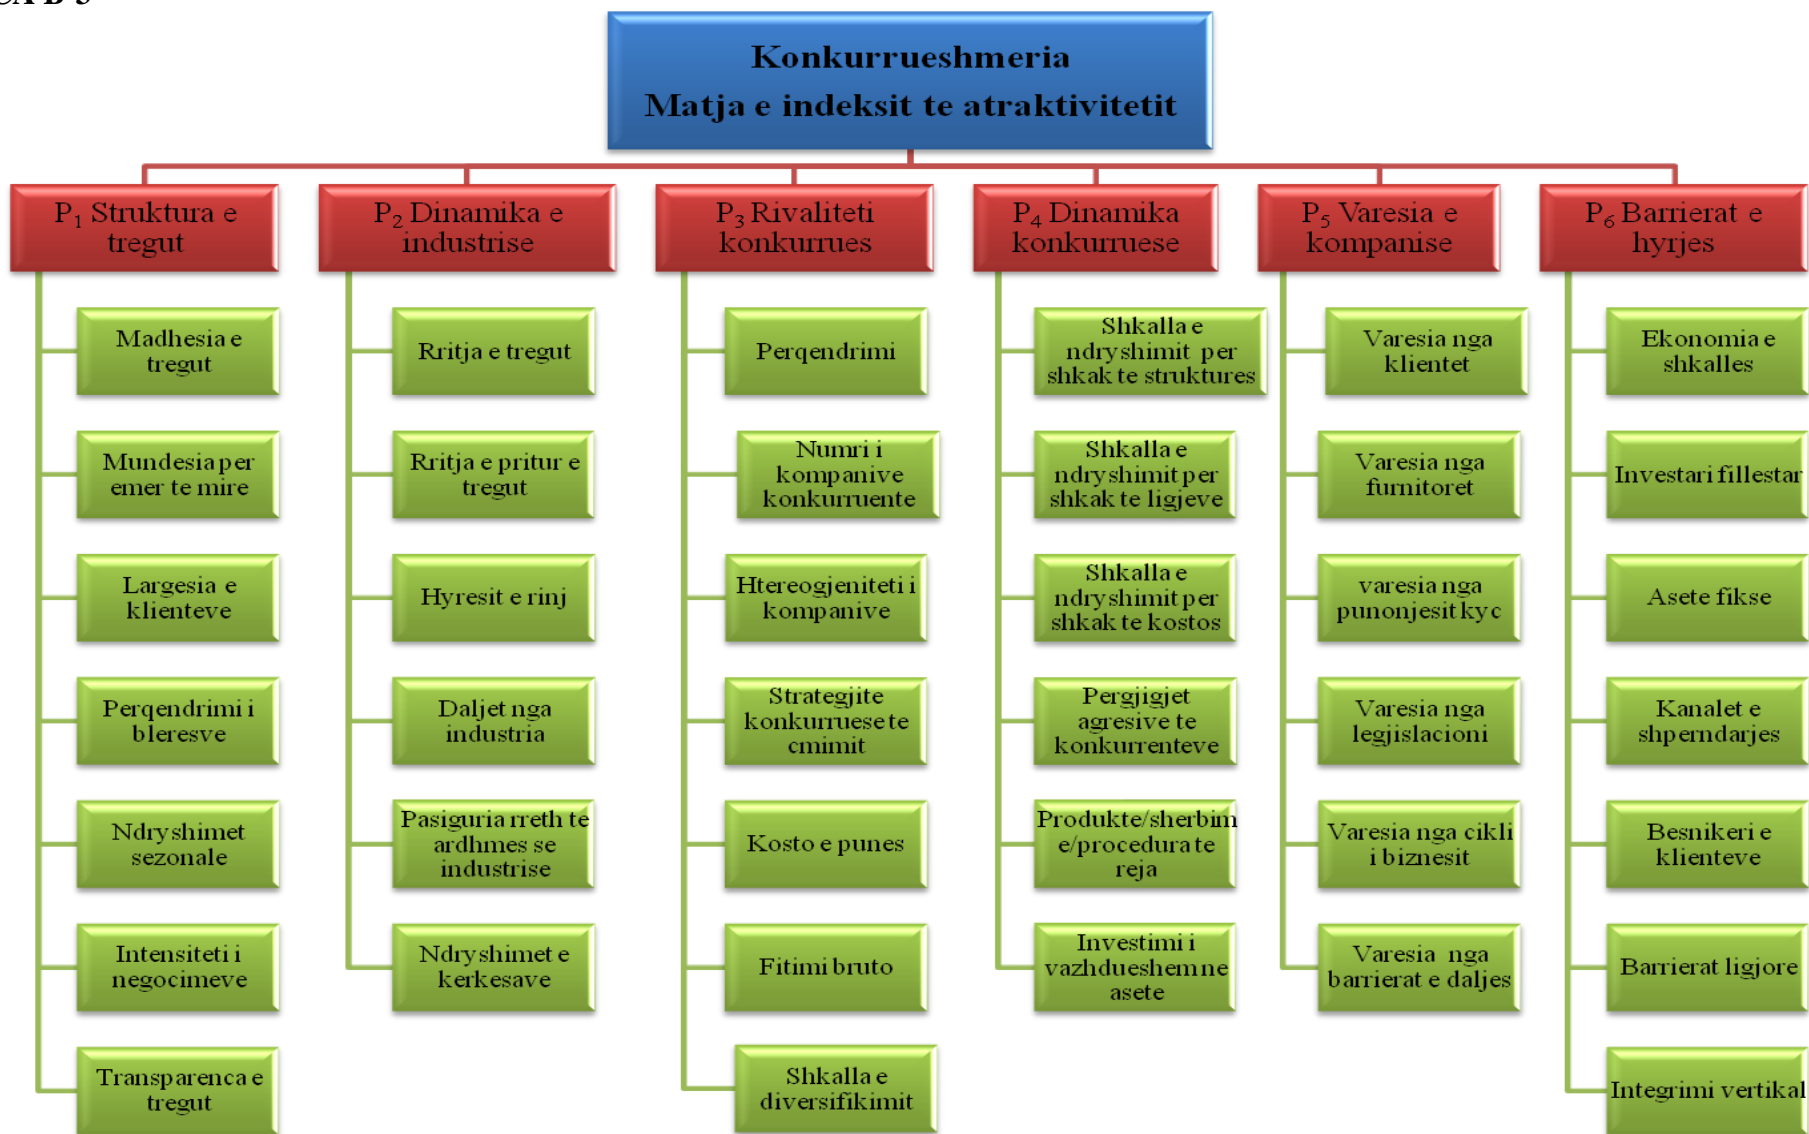 Konkurrueshmeria
Matja e indeksit te atraktivitetit
P1 Struktura e
tregut
Madhesia e
tregut
Mundesia per
emer te mire
Largesia e
klienteve
Perqendrimi i
bleresve
Ndryshimet
sezonale
Intensiteti i
negocimeve
Transparenca e
tregut
P2 Dinamika e
industrise
Rritja e tregut
Rritja e pritur e
tregut
Hyresit e rinj
Daljet nga
industria
Pasiguria rreth te
ardhmes se
industrise
Ndryshimet e
kerkesave
P3 Rivaliteti
konkurrues
Perqendrimi
Numri i
kompanive
konkurruente
Htereogjeniteti i
kompanive
Strategjite
konkurruese te
cmimit
Kosto e punes
Fitimi bruto
Shkalla e
diversifikimit
P4 Dinamika
konkurruese
Shkalla e
ndryshimit per
shkak te struktures
Shkalla e
ndryshimit per
shkak te ligjeve
Shkalla e
ndryshimit per
shkak te kostos
Pergjigjet
agresive te
konkurrenteve
Produkte/sherbim
e/procedura te
reja
Investimi i
vazhdueshem ne
asete
P5 Varesia e
kompanise
Varesia nga
klientet
Varesia nga
furnitoret
varesia nga
punonjesit kyc
Varesia nga
legjislacioni
Varesia nga cikli
i biznesit
Varesia nga
barrierat e daljes
P6 Barrierat e
hyrjes
Ekonomia e
shkalles
Investari fillestar
Asete fikse
Kanalet e
shperndarjes
Besnikeri e
klienteve
Barrierat ligjore
Integrimi vertikal